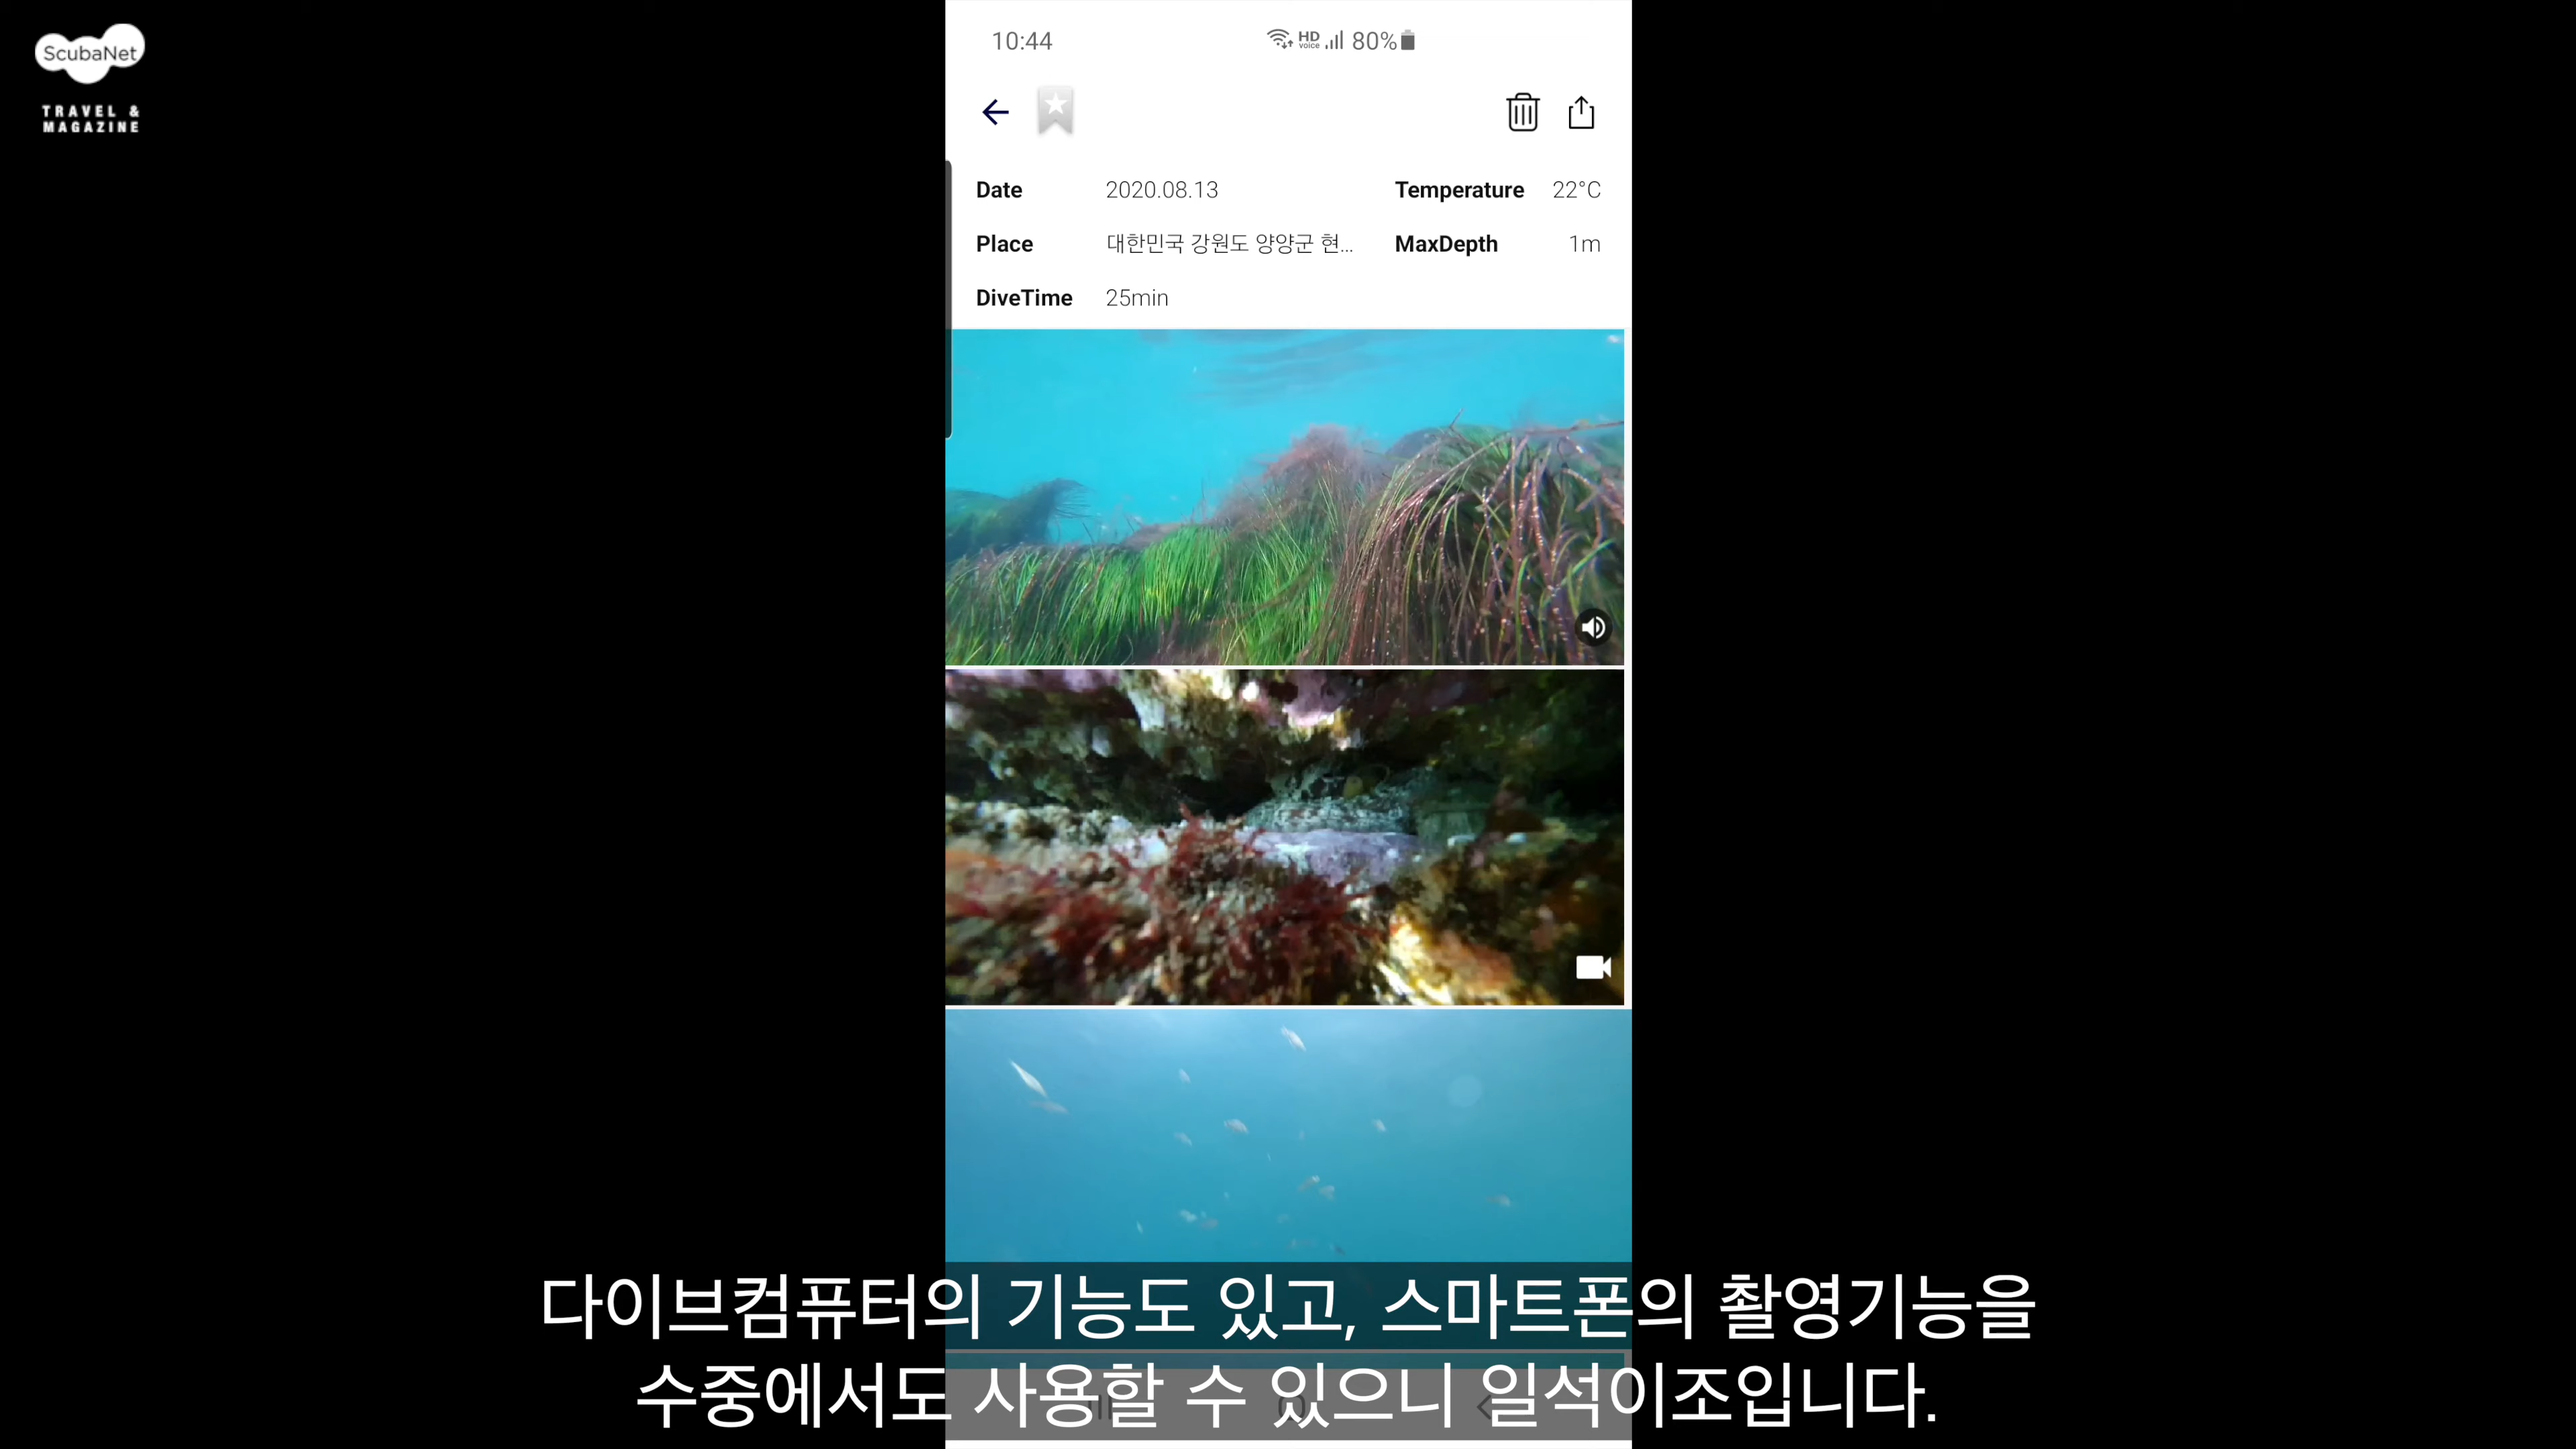 ScubaNet
TRAVEL &
MAGAZINE
10:44
HD
voice
80%
Date 2020.08.13 Temperature 22°C
Place 대한민국 강원도 양양군 현... MaxDepth 1m
DiveTime 25min
다이브컴퓨터의 기능도 있고, 스마트폰의 촬영기능을
수중에서도 사용할 수 있으니 일석이조입니다.